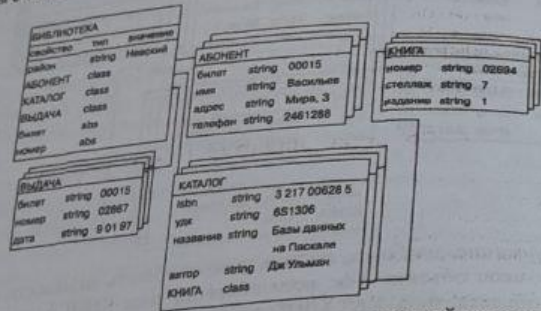 БИБЛИОТЕКА
свойство тип значение
район string Невский
АБОНЕНТ class
КАТАЛОГ class
ВЫДАЧА class
билет abs
номер abs
АБОНЕНТ
билет string 00015
имя string Васильев
адрес string Мира, 3
телефон string 2461288
КНИГА
номер string 02694
стеллаж string 7
издание string 1
ВЫДАЧА
билет string 00015
номер string 02867
дата string 9 01 97
КАТАЛОГ
isbn string 3 217 00628 5
удк string 6S1306
название string Базы данных
на Паскале
автор string Дж Ульман
КНИГА class